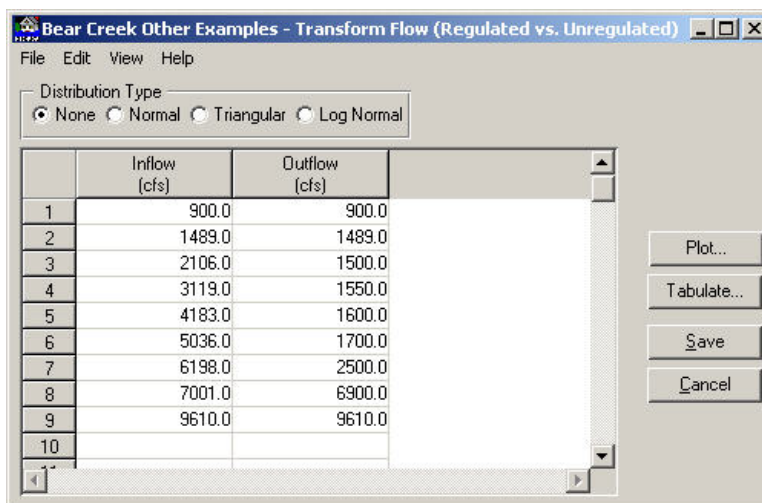 Bear Creek Other Examples - Transform Flow (Regulated vs. Unregulated)
File Edit View Help
Distribution Type
None Normal Triangular Log Normal
Inflow Outflow
(cfs) (cfs)
1 900.0 900.0
2 1489.0 1489.0
3 2106.0 1500.0
4 3119.0 1550.0
5 4183.0 1600.0
6 5036.0 1700.0
7 6198.0 2500.0
8 7001.0 6900.0
9 9610.0 9610.0
10
Plot...
Tabulate...
Save
Cancel